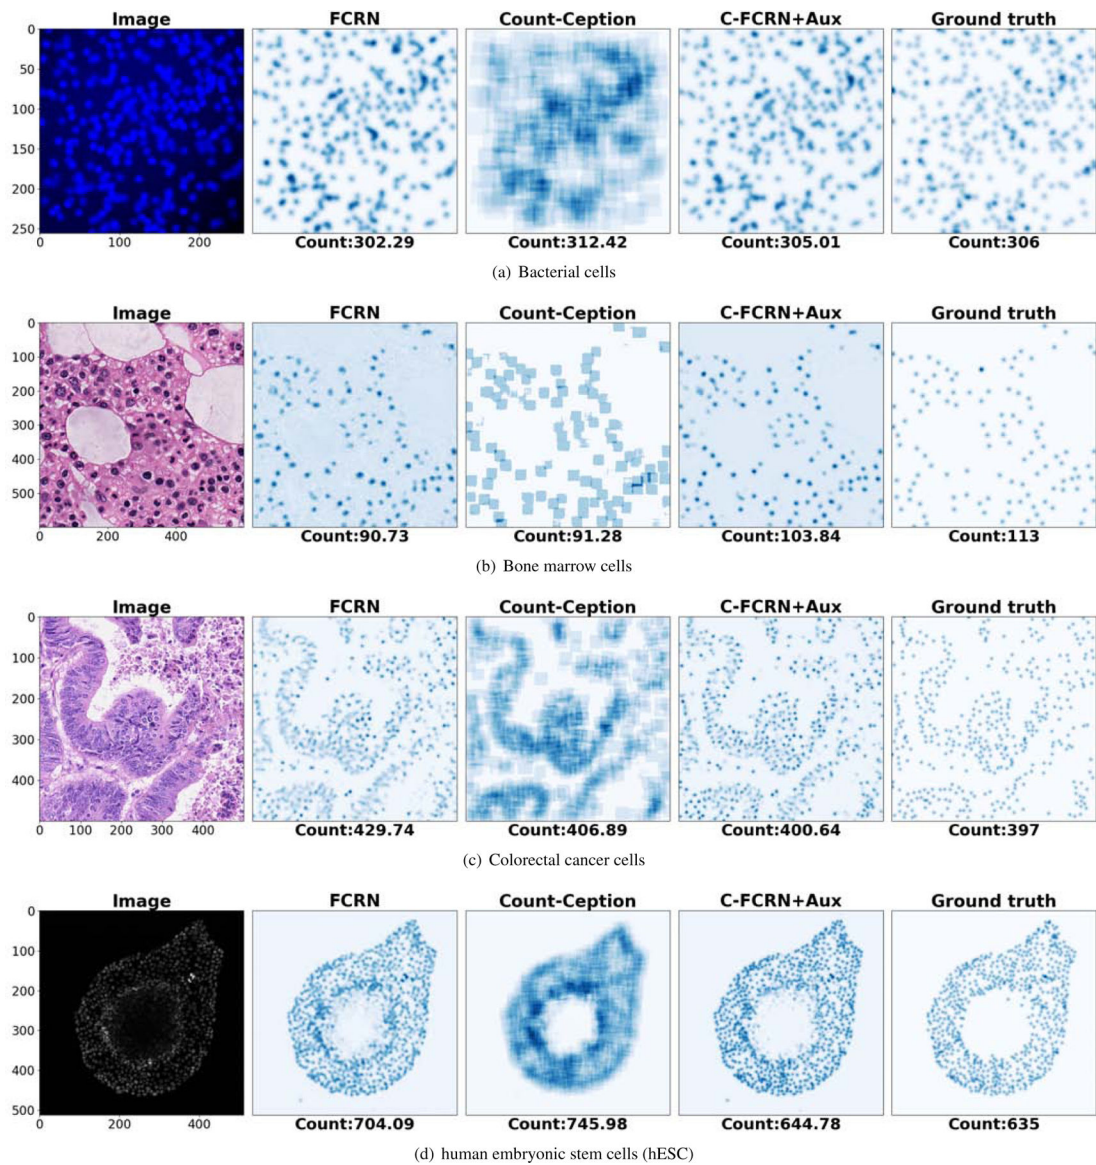 Image FCRN Count-Ception C-FCRN+Aux Ground truth
0
50
100
150
200
250
0 100 200
Count:302.29 Count:312.42 Count:305.01 Count:306
(a) Bacterial cells
Image FCRN Count-Ception C-FCRN+Aux Ground truth
0
100
200
300
400
500
0 200 400
Count:90.73 Count:91.28 Count:103.84 Count:113
(b) Bone marrow cells
Image FCRN Count-Ception C-FCRN+Aux Ground truth
0
100
200
300
400
0 100 200 300 400
Count:429.74 Count:406.89 Count:400.64 Count:397
(c) Colorectal cancer cells
Image FCRN Count-Ception C-FCRN+Aux Ground truth
0
100
200
300
400
500
0 200 400
Count:704.09 Count:745.98 Count:644.78 Count:635
(d) human embryonic stem cells (hESC)